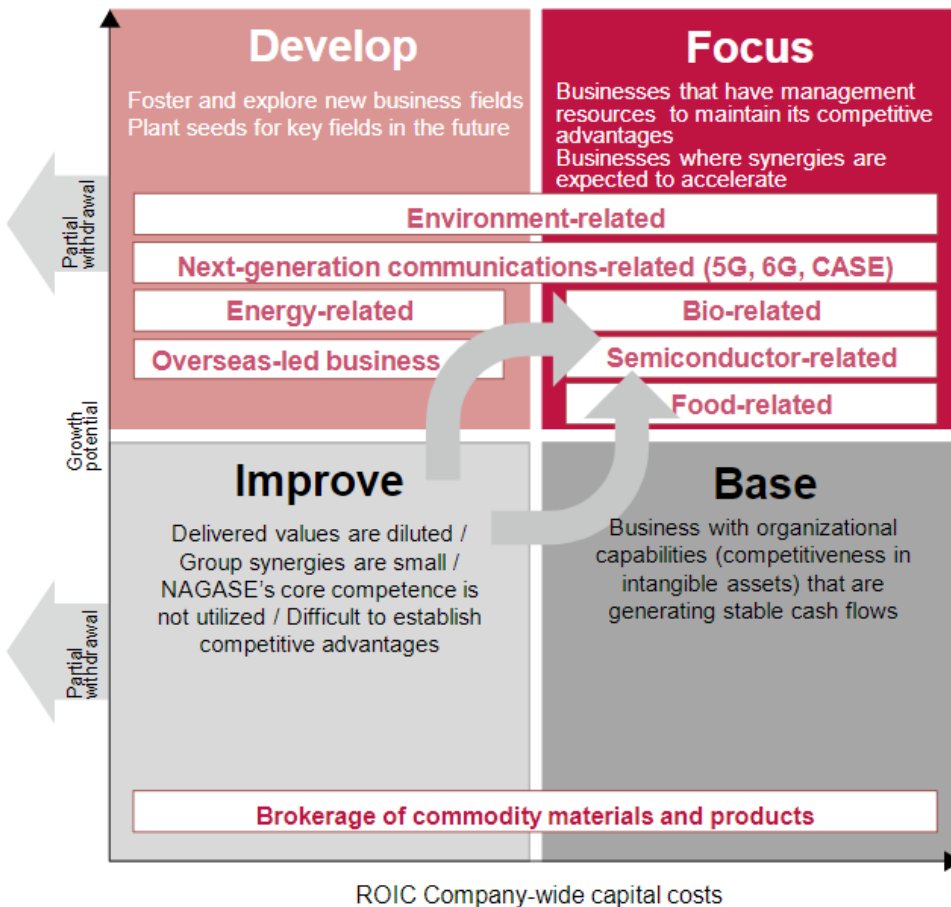 Develop
Foster and explore new business fields
Plant seeds for key fields in the future
Focus
Businesses that have management
resources to maintain its competitive
advantages
Businesses where synergies are
expected to accelerate
Partial
withdrawal
Environment-related
Next-generation communications-related (5G, 6G, CASE)
Energy-related
Bio-related
Overseas-led business
Semiconductor-related
Food-related
Growth
potential
Improve
Delivered values are diluted /
Group synergies are small /
NAGASE's core competence is
not utilized / Difficult to establish
competitive advantages
Base
Business with organizational
capabilities (competitiveness in
intangible assets) that are
generating stable cash flows
Partial
withdrawal
Brokerage of commodity materials and products
ROIC Company-wide capital costs